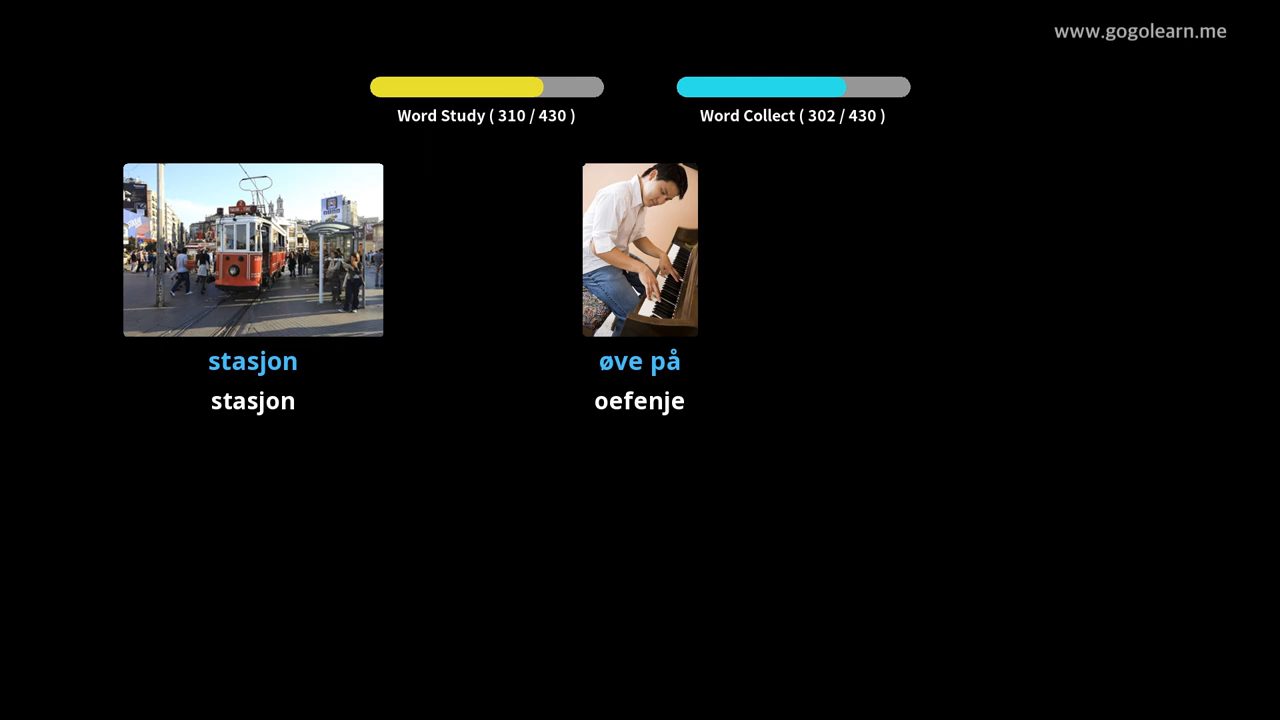 www.gogolearn.me
Word Study ( 310 / 430 )
Word Collect ( 302 / 430 )
stasjon
stasjon
øve på
oefenje